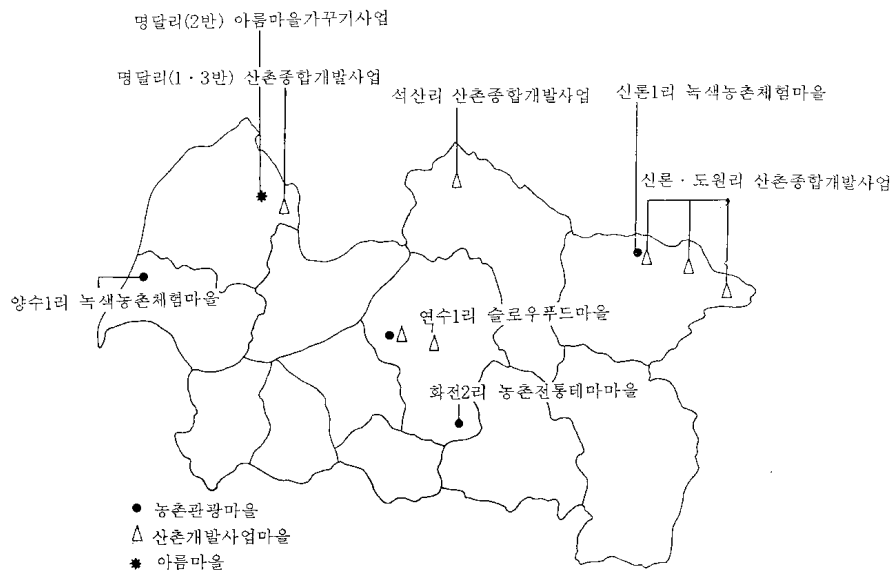 명달리(2반) 아름마을가꾸기사업
명달리(1·3반) 산촌종합개발사업
석산리 산촌종합개발사업
신론1리 녹색농촌체험마을
신론·도원리 산촌종합개발사업
양수1리 녹색농촌체험마을
연수1리 슬로우푸드마을
화전2리 농촌전통테마마을
농촌관광마을
산촌개발사업마을
아름마을